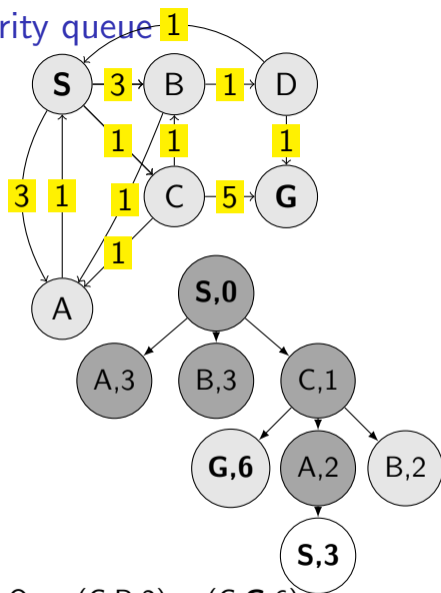 rity queue
1
S 3 B 1 D
1 1 1
3 1 1 C 5 G
1
A
S,0
A,3 B,3 C,1
G,6 A,2 B,2
S,3